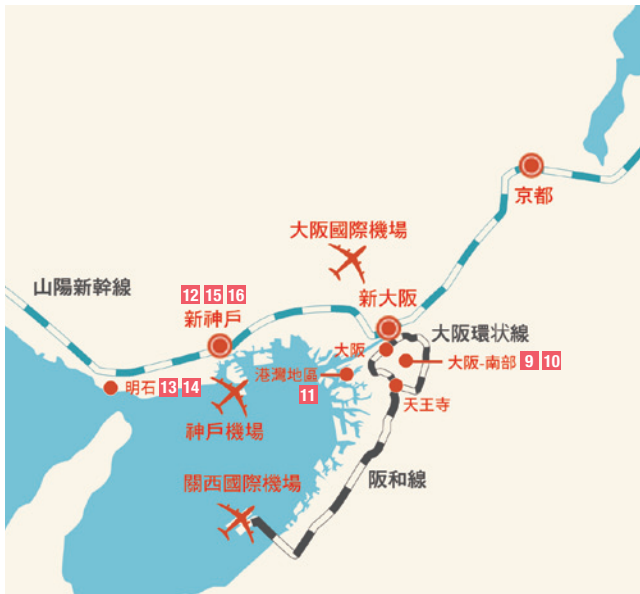 京都
大阪國際機場
山陽新幹線
12 15 16
新神戶
新大阪
大阪環状線
大阪
大阪-南部 9 10
港灣地區
11
明石 13 14
天王寺
神戶機場
關西國際機場
阪和線